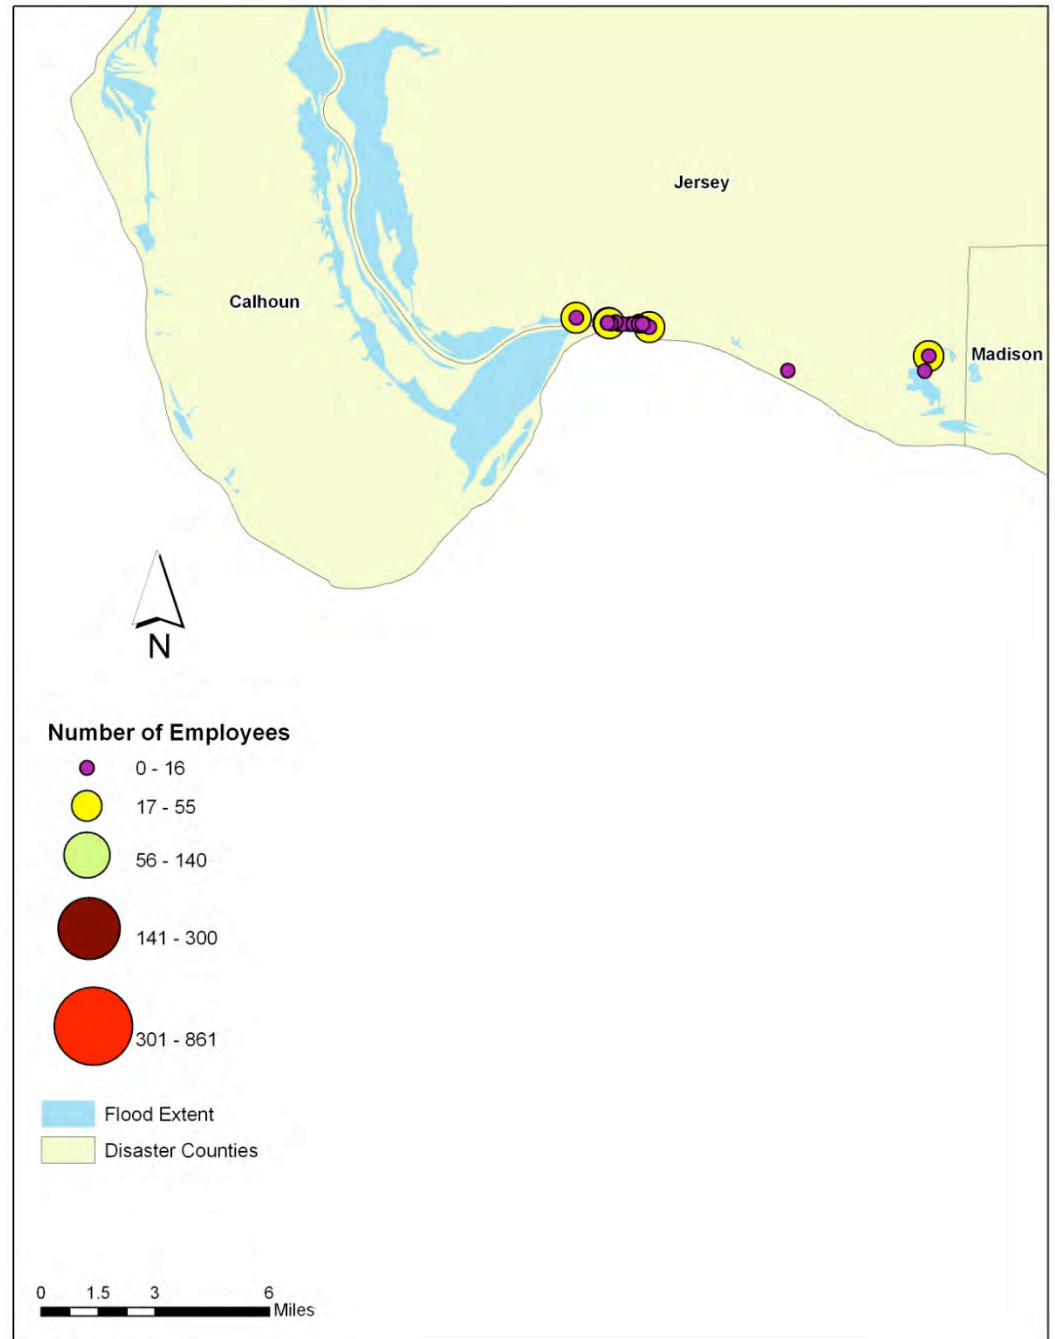 Jersey
Calhoun
Madison
N
Number of Employees
0 - 16
17 - 55
56 - 140
141 - 300
301 - 861
Flood Extent
Disaster Counties
0 1.5 3 6
Miles